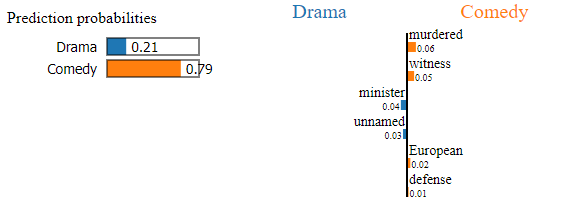 Prediction probabilities
Drama 0.21
Comedy 0.79
Drama Comedy
murdered
0.06
witness
0.05
minister
0.04
unnamed
0.03
European
0.02
defense
0.01